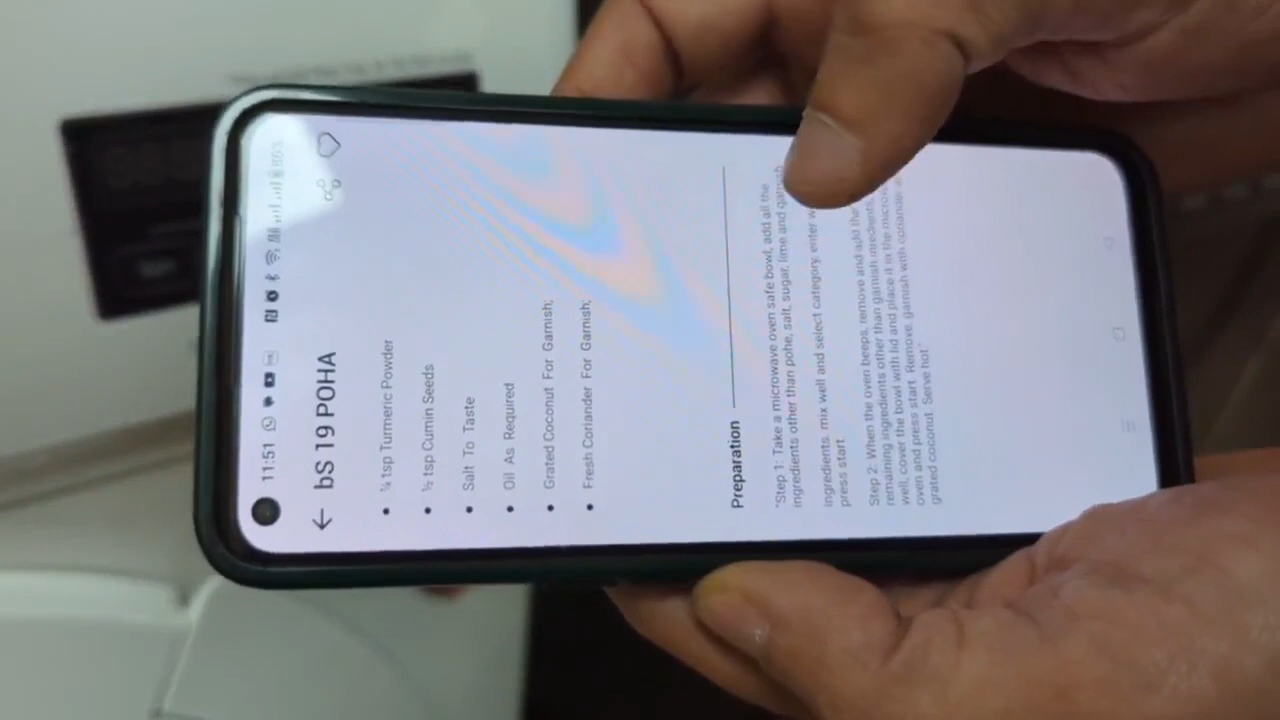 11:51
← bS 19 POHA
• ¼ tsp Turmeric Powder
• ½ tsp Cumin Seeds
• Salt To Taste
• Oil As Required
• Grated Coconut For Garnish;
• Fresh Coriander For Garnish;
Preparation
"Step 1: Take a microwave oven safe bowl, add all the
ingredients other than pohe, salt, sugar, lime and garnish
ingredients, mix well and select category, enter
press start.
Step 2: When the oven beeps, remove and add the
remaining ingredients other than garnish inredients,
well, cover the bowl with lid and place it in the
oven and press start. Remove, garnish with coriander
grated coconut. Serve hot."